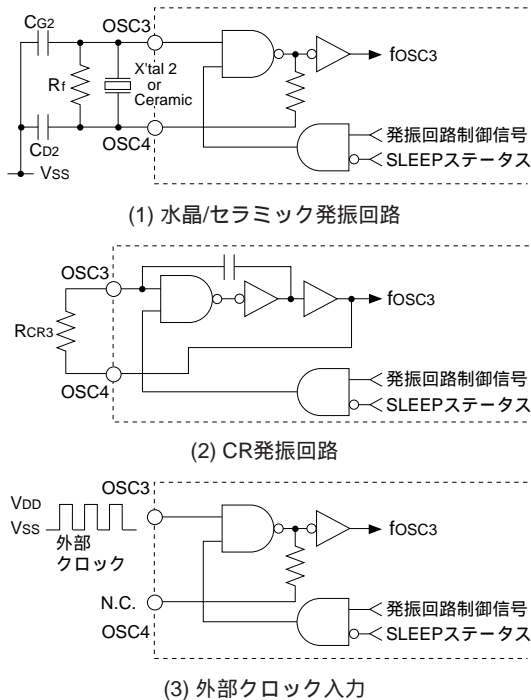 CG2
OSC3
fOSC3
Rf
X'tal 2
or
Ceramic
CD2
OSC4
VSS
発振回路制御信号
SLEEPステータス
(1) 水晶/セラミック発振回路
OSC3
fOSC3
RCR3
OSC4
発振回路制御信号
SLEEPステータス
(2) CR発振回路
OSC3
VDD
VSS
外部
クロック
fOSC3
N.C.
OSC4
発振回路制御信号
SLEEPステータス
(3) 外部クロック入力